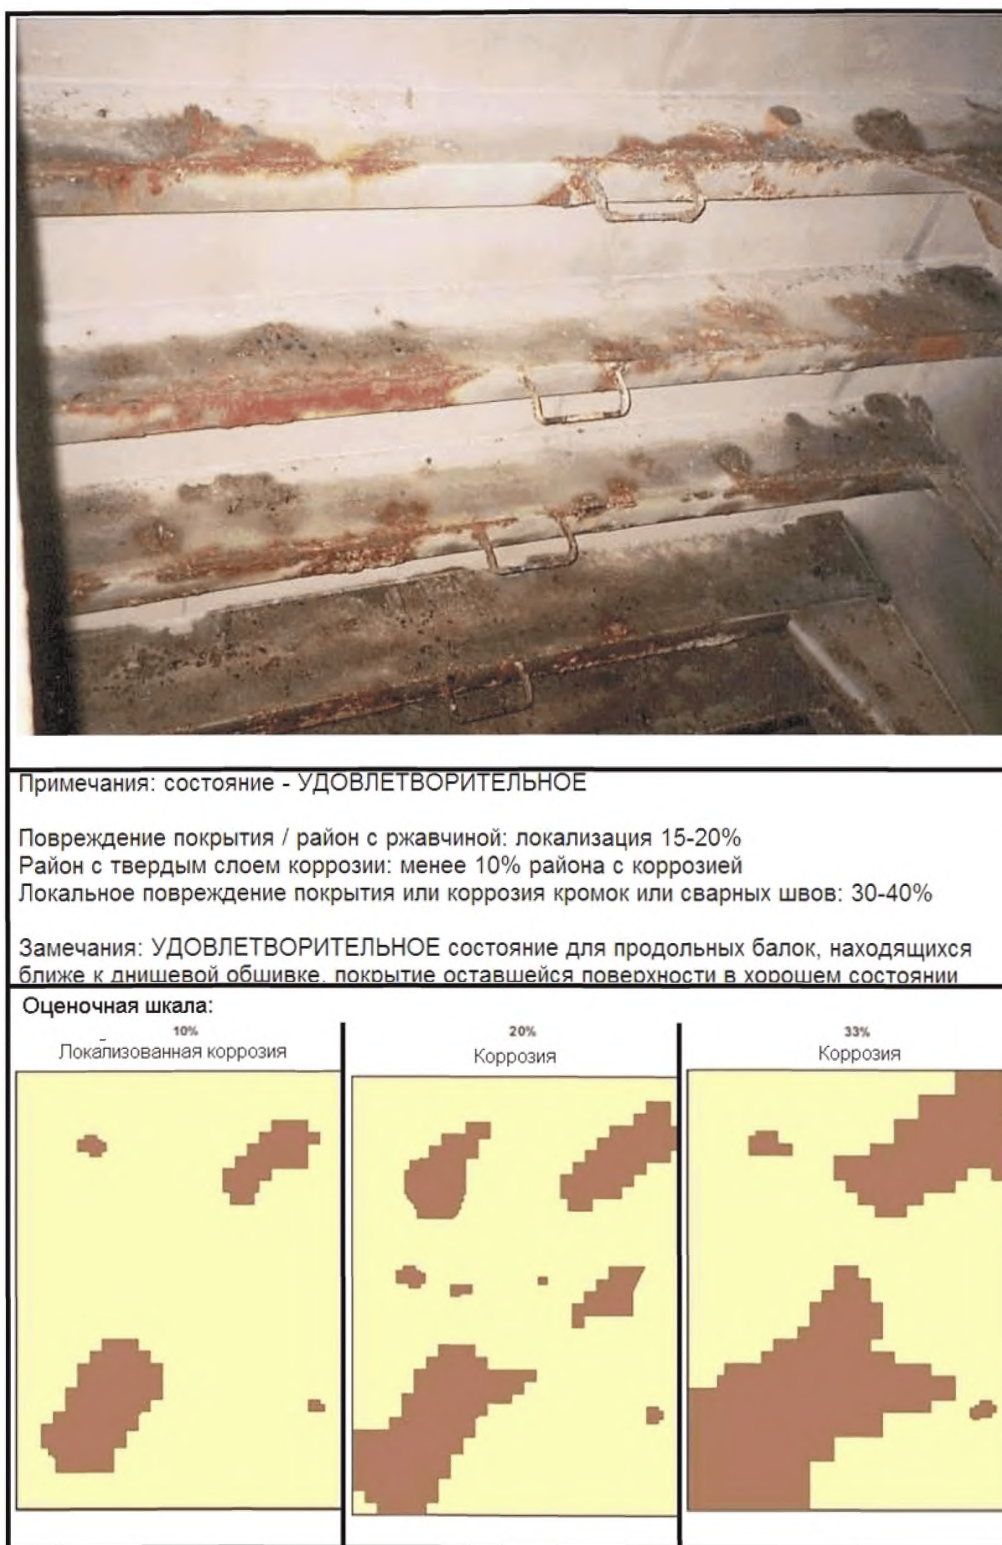 Примечания: состояние - УДОВЛЕТВОРИТЕЛЬНОЕ
Повреждение покрытия / район с ржавчиной: локализация 15-20%
Район с твердым слоем коррозии: менее 10% района с коррозией
Локальное повреждение покрытия или коррозия кромок или сварных швов: 30-40%
Замечания: УДОВЛЕТВОРИТЕЛЬНОЕ состояние для продольных балок, находящихся
ближе к днищевой обшивке, покрытие оставшейся поверхности в хорошем состоянии
Оценочная шкала:
10%
Локализованная коррозия
20%
Коррозия
33%
Коррозия